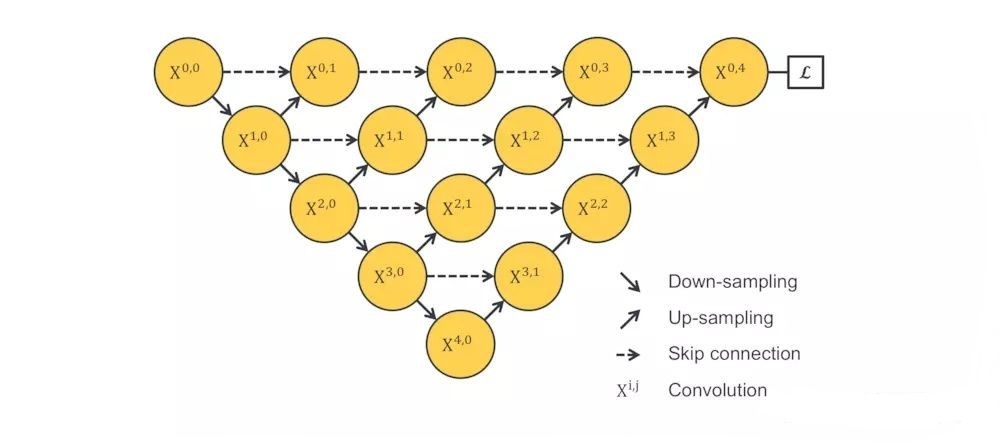 X^{0,0} X^{0,1} X^{0,2} X^{0,3} X^{0,4} ℒ
X^{1,0} X^{1,1} X^{1,2} X^{1,3}
X^{2,0} X^{2,1} X^{2,2}
X^{3,0} X^{3,1}
X^{4,0}
Down-sampling
Up-sampling
Skip connection
X^{i,j} Convolution